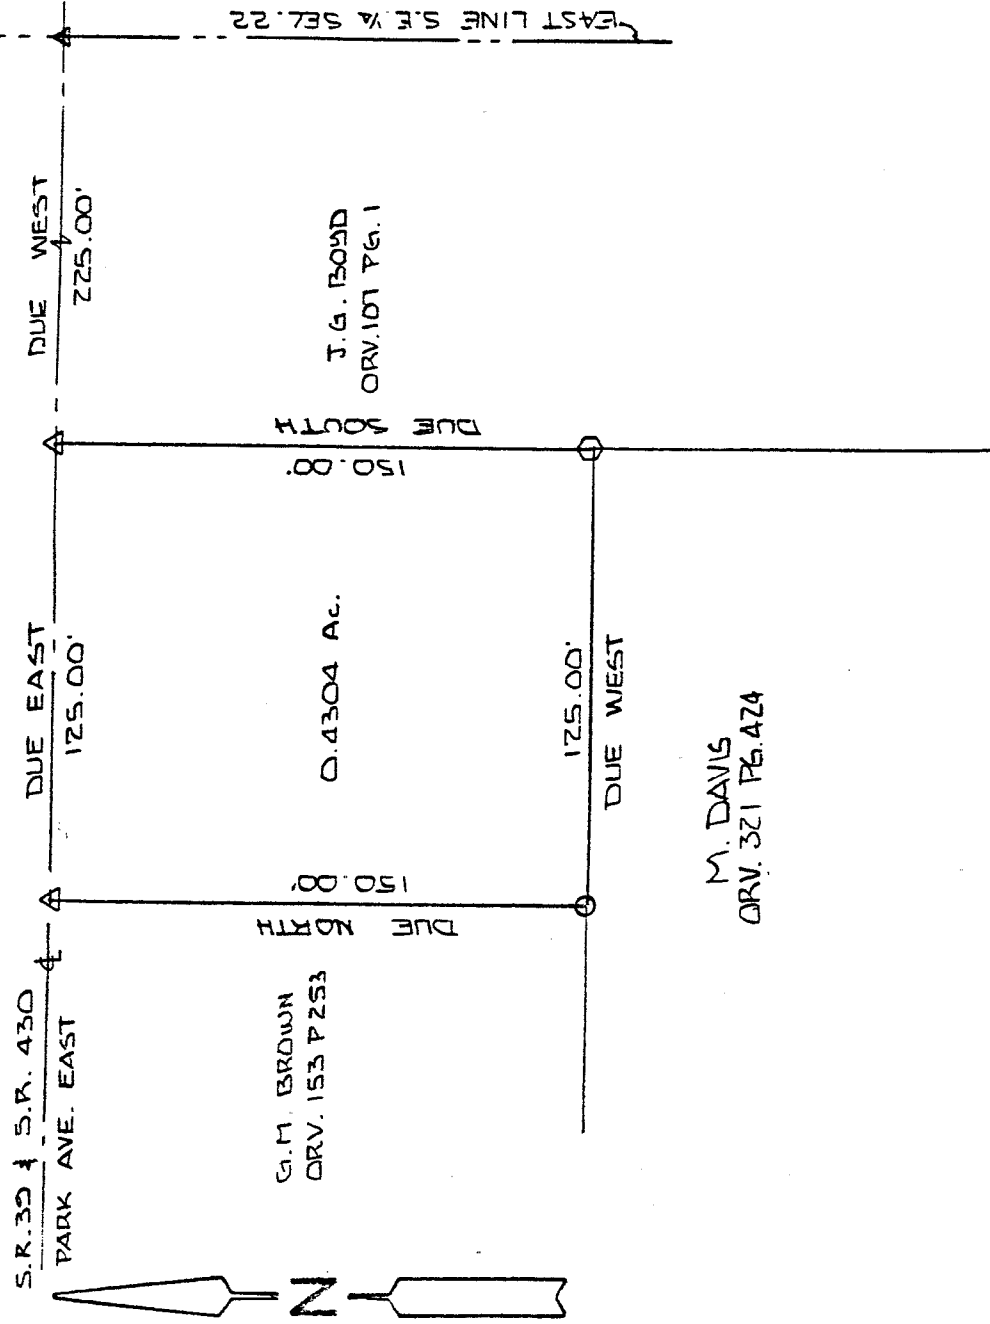 S.R. 39 & S.R. 430
PARK AVE. EAST
℄
DUE EAST
125.00'
DUE WEST
225.00'
EAST LINE S.E. ¼ SEC. 22
G.M. BROWN
ORV. 153 P 253
DUE NORTH
150.00'
0.4304 Ac.
DUE SOUTH
150.00'
J.G. BOYD
ORV. 107 PG. 1
125.00'
DUE WEST
M. DAVIS
ORV. 321 PG. 424
N